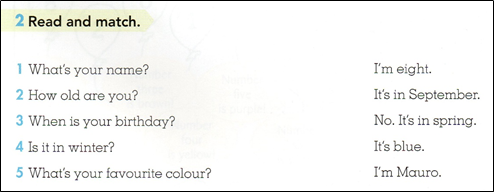 2 Read and match.
1 What's your name? I'm eight.
2 How old are you? It's in September.
3 When is your birthday? No. It's in spring.
4 Is it in winter? It's blue.
5 What's your favourite colour? I'm Mauro.